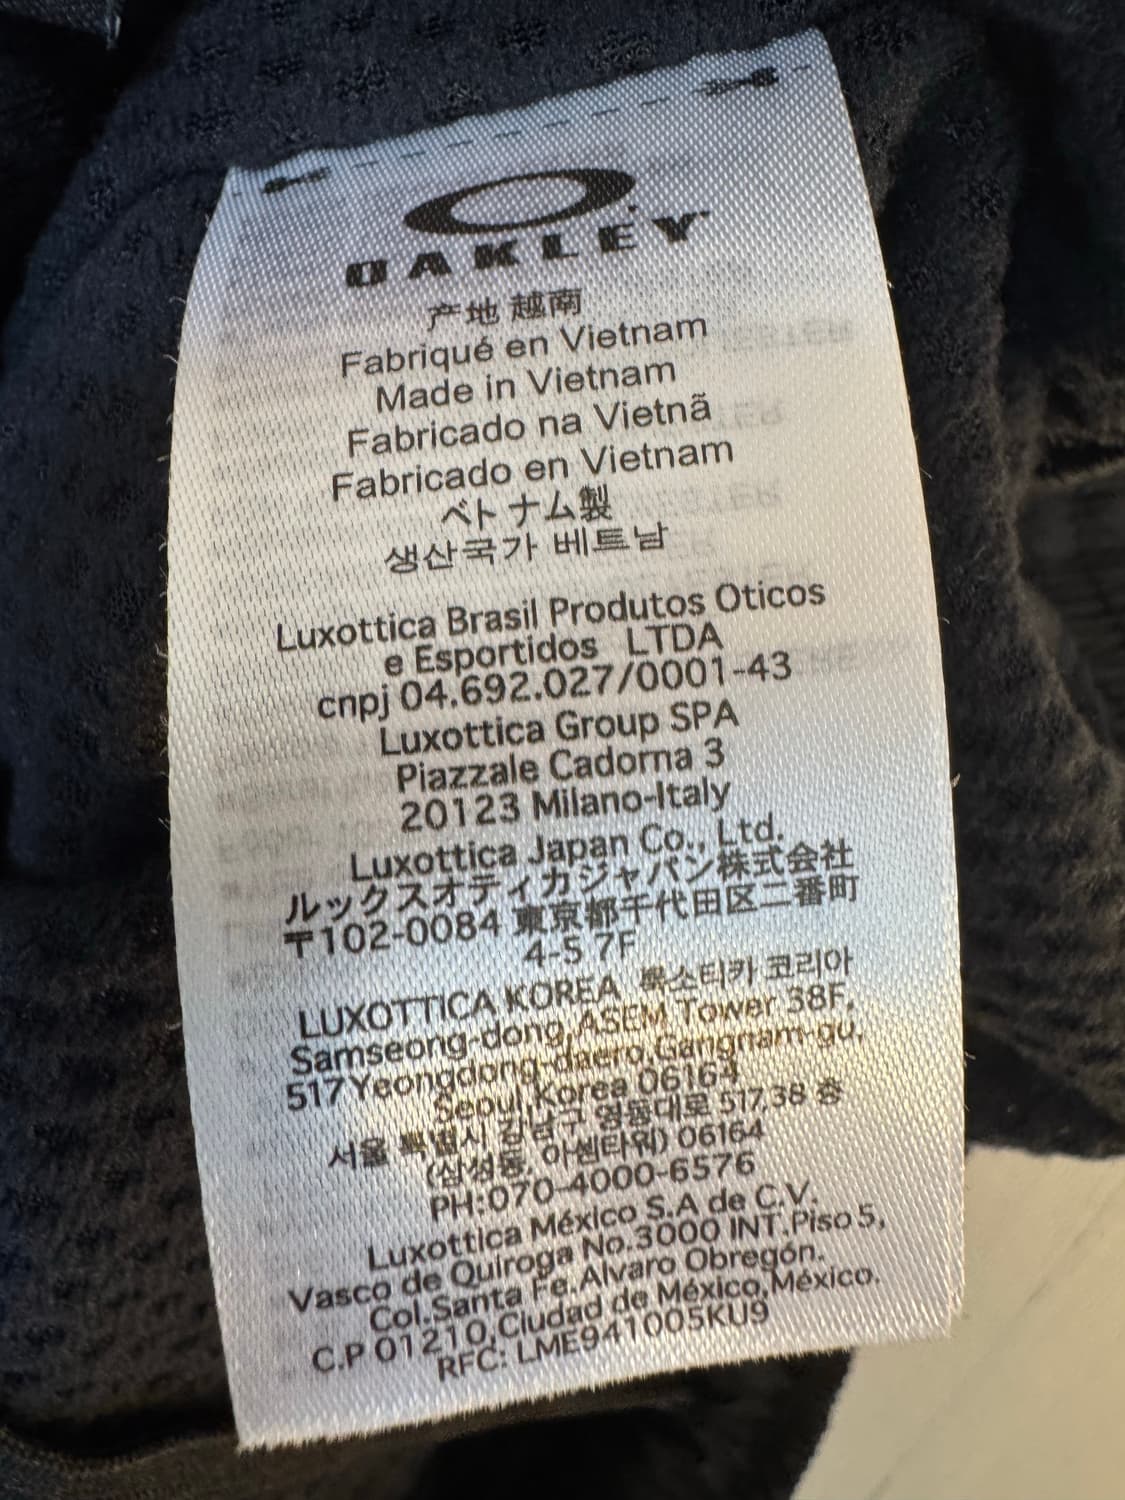 OAKLEY
产地 越南
Fabriqué en Vietnam
Made in Vietnam
Fabricado na Vietnã
Fabricado en Vietnam
ベトナム製
생산국가 베트남
Luxottica Brasil Produtos Oticos
e Esportidos LTDA
cnpj 04.692.027/0001-43
Luxottica Group SPA
Piazzale Cadorna 3
20123 Milano-Italy
Luxottica Japan Co., Ltd.
ルックスオティカジャパン株式会社
〒102-0084 東京都千代田区二番町
4-5 7F
LUXOTTICA KOREA 룩소티카 코리아
Samseong-dong,ASEM Tower 38F,
517Yeongdong-daero,Gangnam-gu,
Seoul,Korea 06164
서울 특별시 강남구 영동대로 517,38 층
(삼성동, 아셈타워) 06164
PH:070-4000-6576
Luxottica México S.A de C.V.
Vasco de Quiroga No.3000 INT.Piso 5,
Col.Santa Fe.Alvaro Obregón.
C.P 01210,Ciudad de México,México.
RFC: LME941005KU9